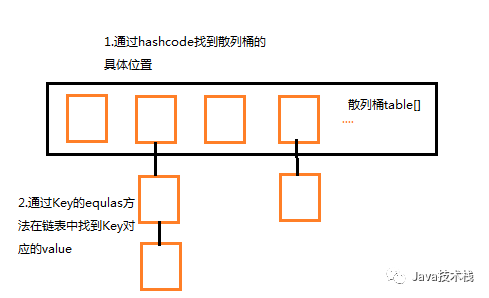 1.通过hashcode找到散列桶的
具体位置
散列桶table[]
....
2.通过Key的equlas方
法在链表中找到Key对
应的value
Java技术栈